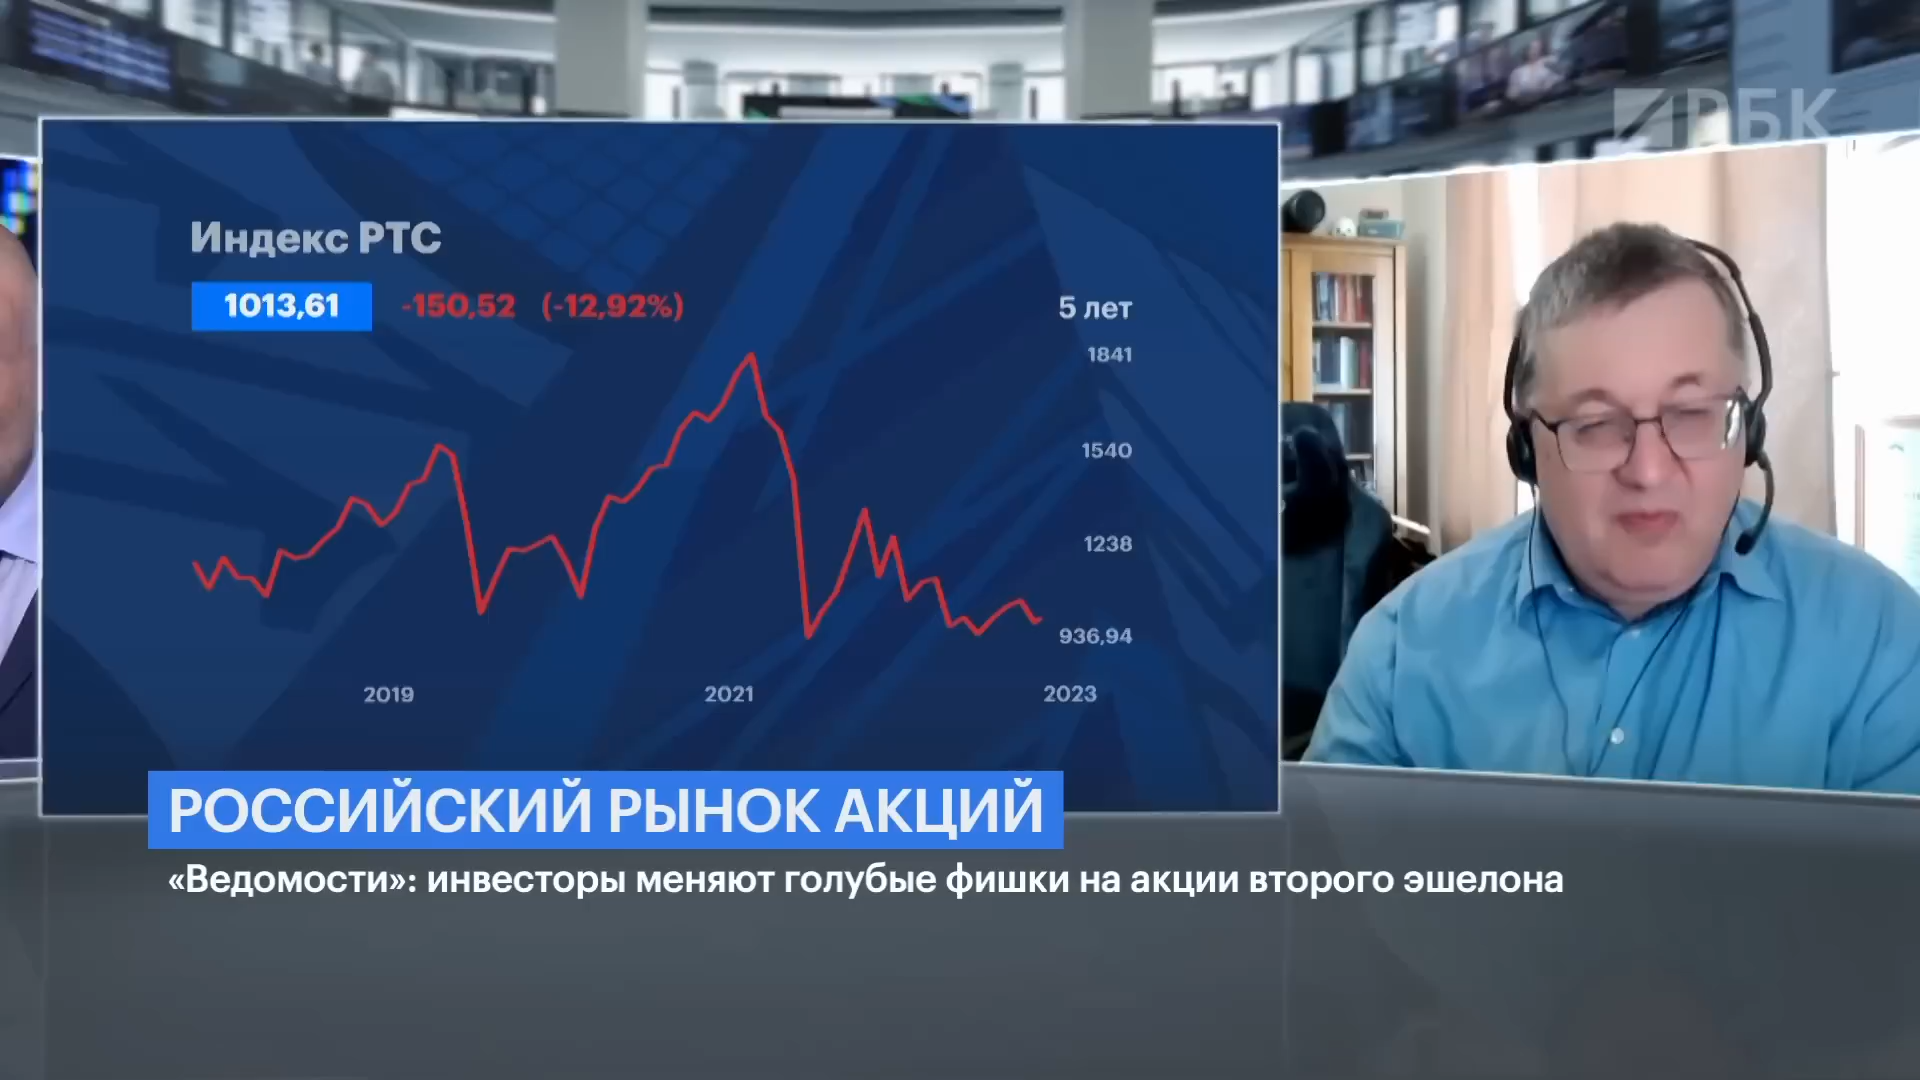 РБК
Индекс РТС
1013,61 -150,52 (-12,92%)
5 лет
1841
1540
1238
936,94
2019 2021 2023
РОССИЙСКИЙ РЫНОК АКЦИЙ
«Ведомости»: инвесторы меняют голубые фишки на акции второго эшелона